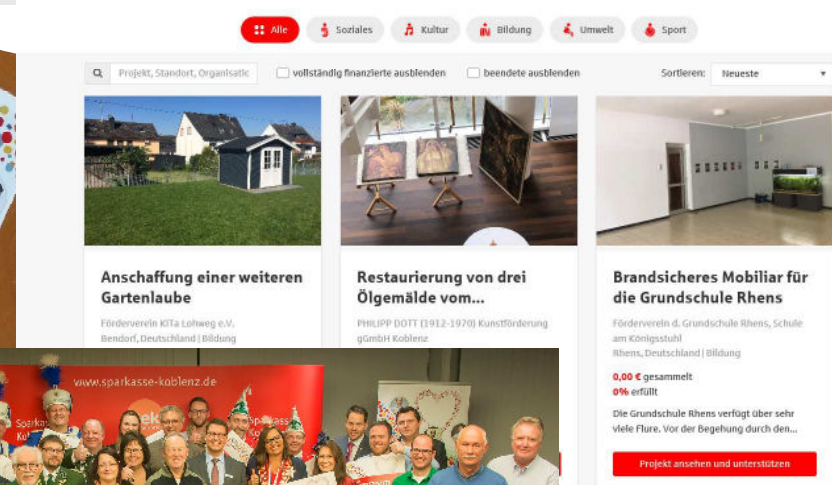 Alle
Soziales
Kultur
Bildung
Umwelt
Sport
Projekt, Standort, Organisatic
vollständig finanzierte ausblenden
beendete ausblenden
Sortieren:
Neueste
Anschaffung einer weiteren
Gartenlaube
Förderverein KiTa Lohweg e.V.
Bendorf, Deutschland | Bildung
Restaurierung von drei
Ölgemälde vom...
PHILIPP DOTT (1912-1970) Kunstförderung
gGmbH Koblenz
Brandsicheres Mobiliar für
die Grundschule Rhens
Förderverein d. Grundschule Rhens, Schule
am Königsstuhl
Rhens, Deutschland | Bildung
0,00 € gesammelt
0% erfüllt
Die Grundschule Rhens verfügt über sehr
viele Flure. Vor der Begehung durch den...
Projekt ansehen und unterstützen
www.sparkasse-koblenz.de